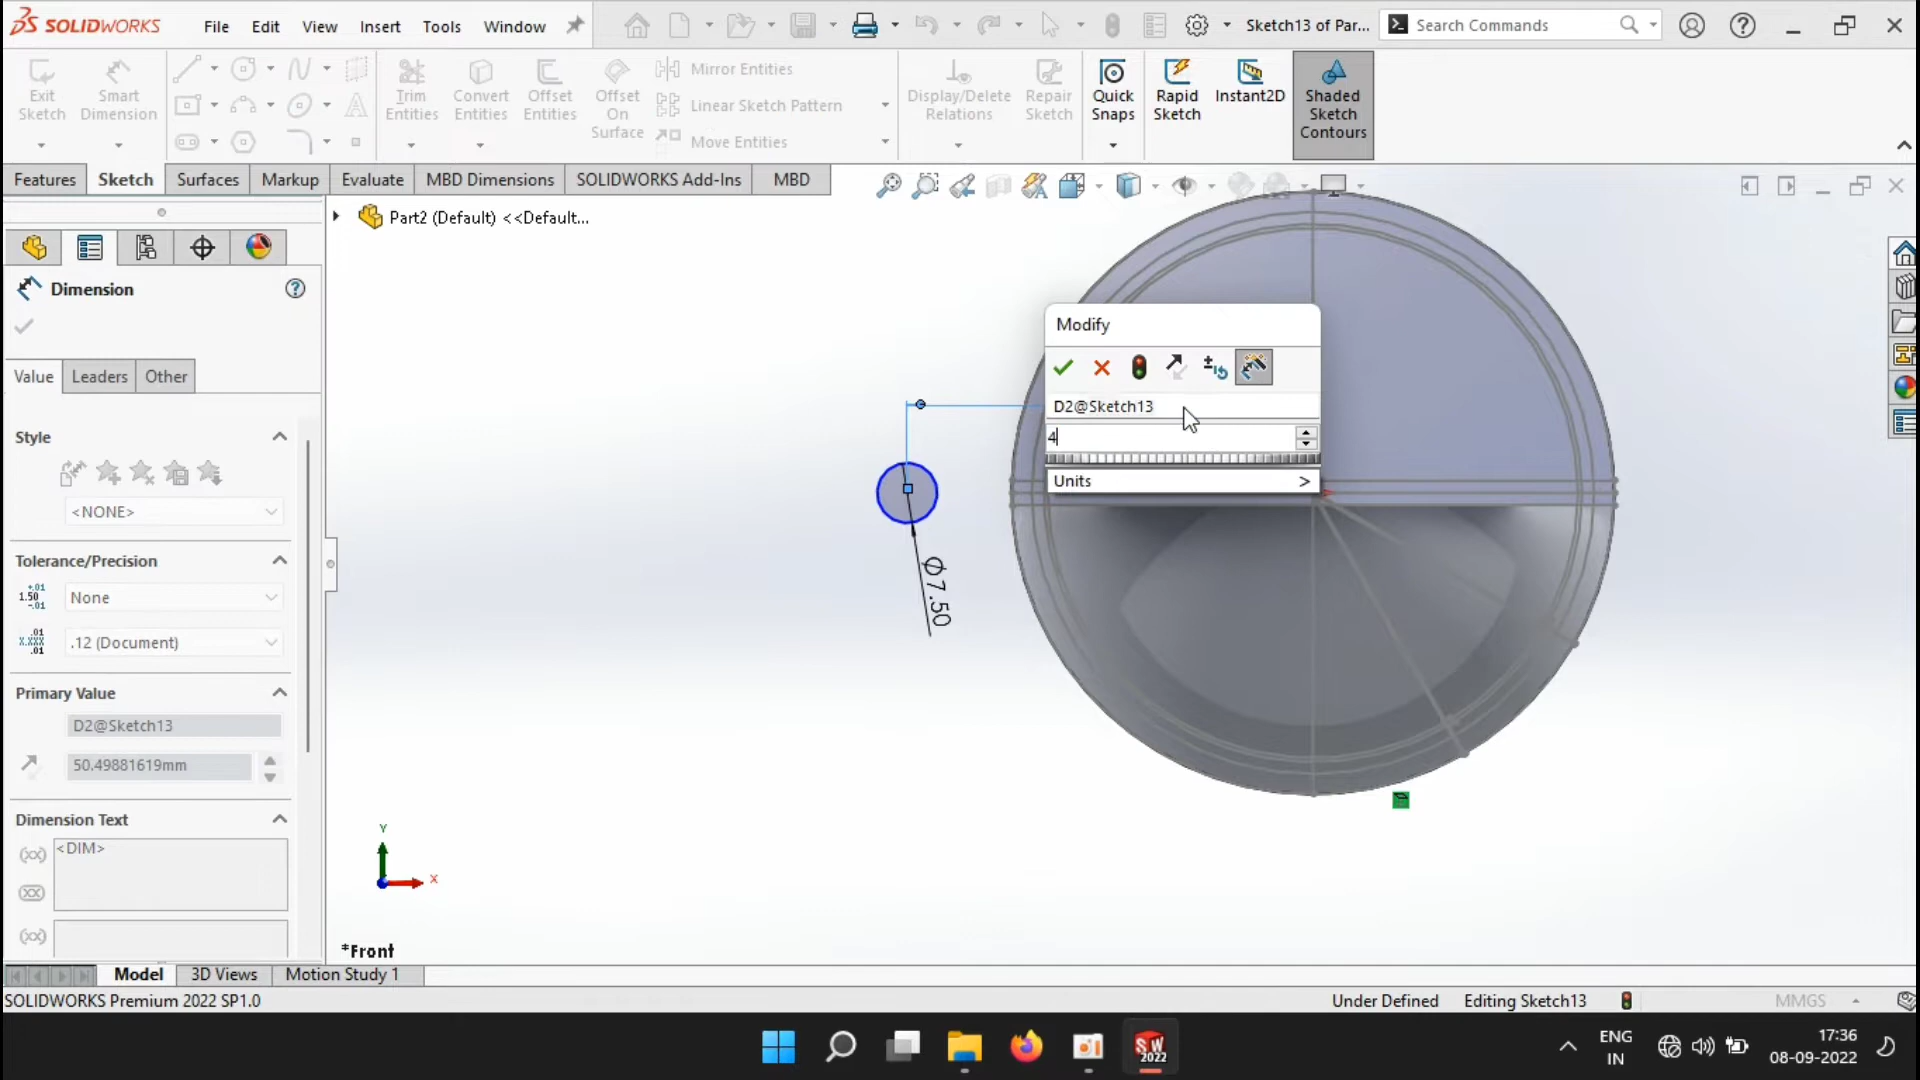 SOLIDWORKS File Edit View Insert Tools Window Sketch13 of Par... Search Commands
Exit Sketch
Smart Dimension
Trim Entities
Convert Entities
Offset Entities
Offset On Surface
Mirror Entities
Linear Sketch Pattern
Move Entities
Display/Delete Relations
Repair Sketch
Quick Snaps
Rapid Sketch
Instant2D
Shaded Sketch Contours
Features Sketch Surfaces Markup Evaluate MBD Dimensions SOLIDWORKS Add-Ins MBD
Part2 (Default) <<Default...
Dimension
Value Leaders Other
Style
<NONE>
Tolerance/Precision
None
.12 (Document)
Primary Value
D2@Sketch13
50.49881619mm
Dimension Text
<DIM>
Modify
D2@Sketch13
4
Units >
Ø7.50
Y
X
*Front
Model 3D Views Motion Study 1
SOLIDWORKS Premium 2022 SP1.0 Under Defined Editing Sketch13 MMGS
SW 2022
ENG
IN
17:36
08-09-2022